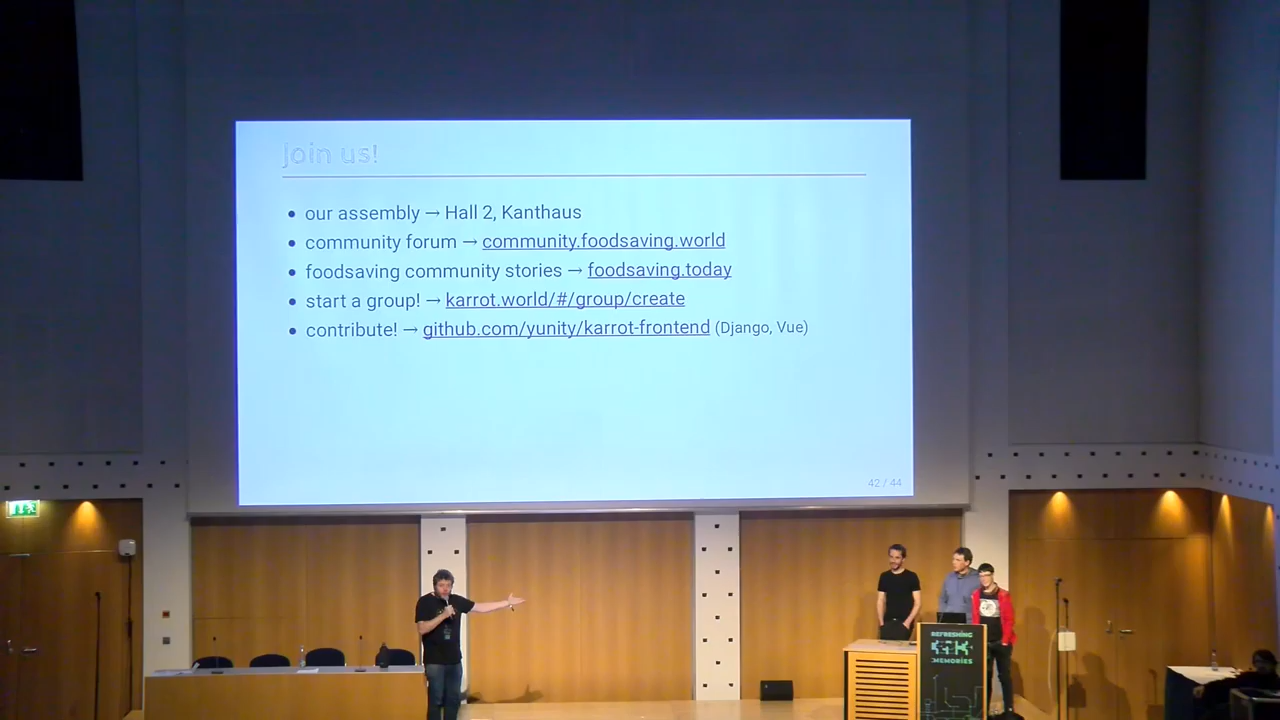 join us!
• our assembly → Hall 2, Kanthaus
• community forum → community.foodsaving.world
• foodsaving community stories → foodsaving.today
• start a group! → karrot.world/#/group/create
• contribute! → github.com/yunity/karrot-frontend (Django, Vue)
42 / 44
REFRESHING
MEMORIES